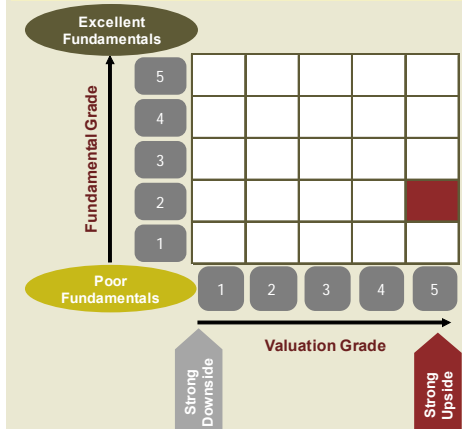 Excellent
Fundamentals
Fundamental Grade
5
4
3
2
1
Poor
Fundamentals
1
2
3
4
5
Valuation Grade
Strong
Downside
Strong
Upside